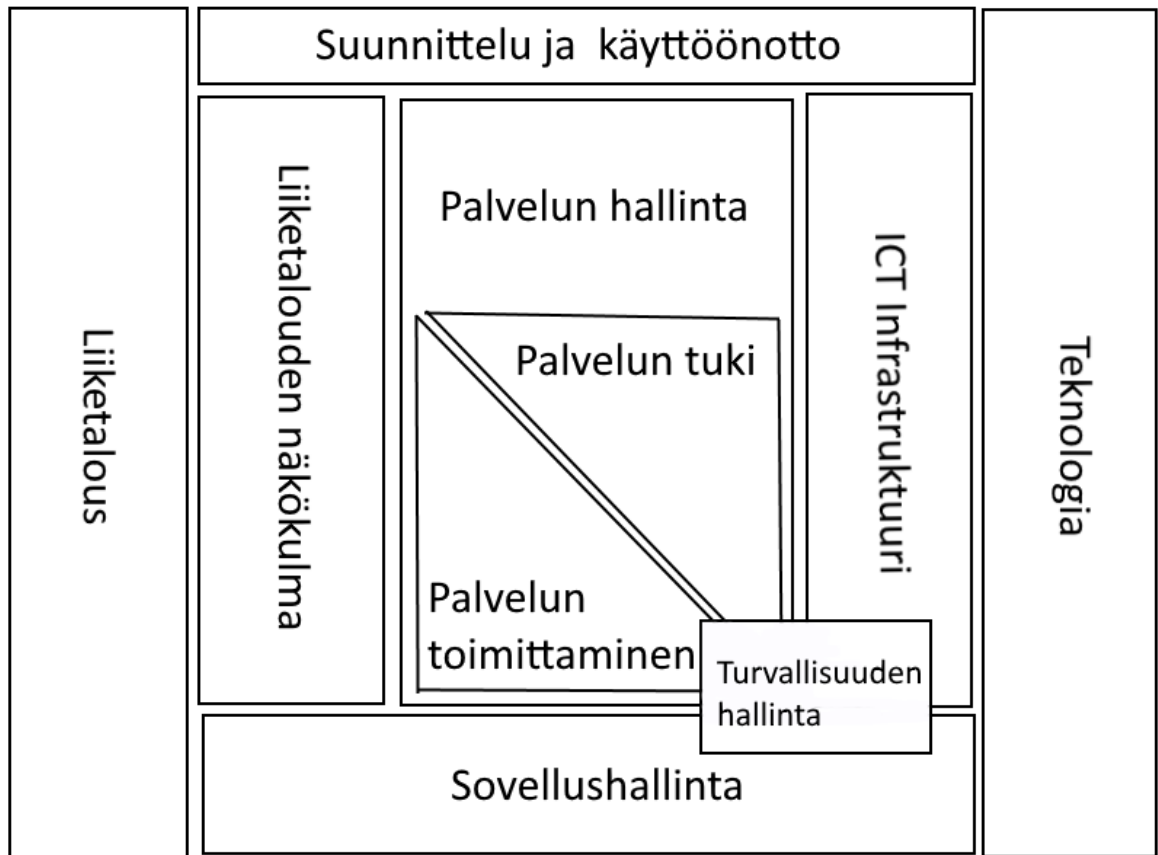 Suunnittelu ja käyttöönotto
Liiketalous
Liiketalouden näkökulma
Palvelun hallinta
Palvelun tuki
Palvelun
toimittaminen
Turvallisuuden
hallinta
ICT Infrastruktuuri
Teknologia
Sovellushallinta